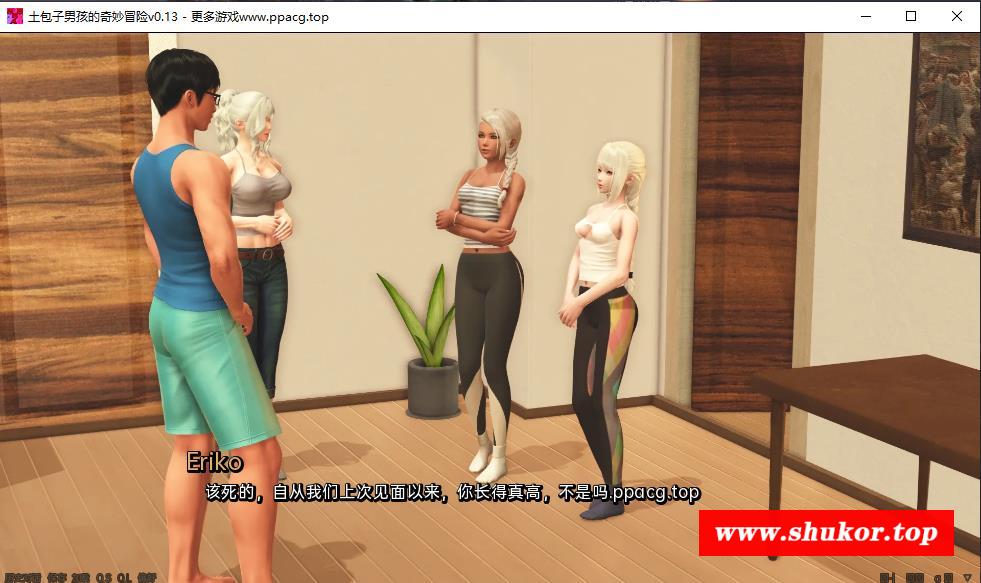 土包子男孩的奇妙冒险v0.13 - 更多游戏www.ppacg.top
Eriko
该死的，自从我们上次见面以来，你长得真高，不是吗.ppacg.top
www.shukor.top